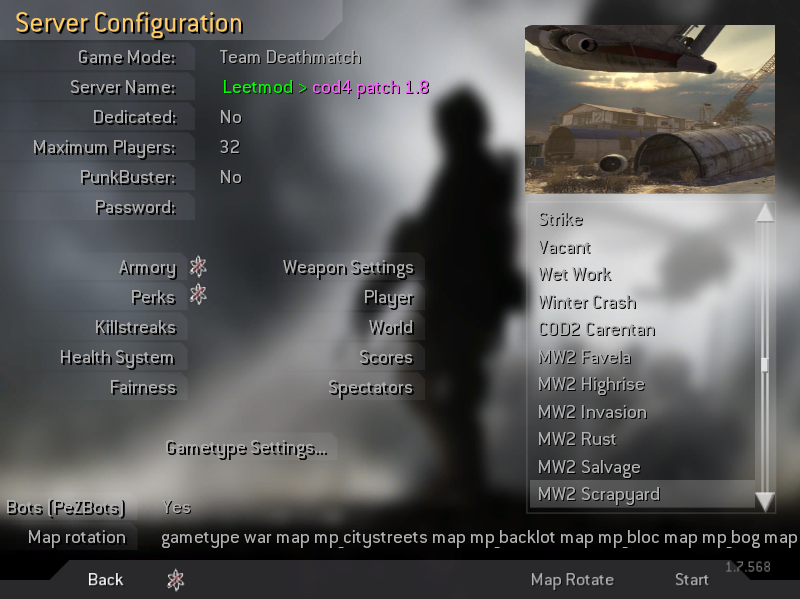 Server Configuration
Game Mode: Team Deathmatch
Server Name: Leetmod > cod4 patch 1.8
Dedicated: No
Maximum Players: 32
PunkBuster: No
Password:
Armory Weapon Settings
Perks Player
Killstreaks World
Health System Scores
Fairness Spectators
Gametype Settings...
Bots (PeZBots) Yes
Map rotation gametype war map mp_citystreets map mp_backlot map mp_bloc map mp_bog map
Strike
Vacant
Wet Work
Winter Crash
COD2 Carentan
MW2 Favela
MW2 Highrise
MW2 Invasion
MW2 Rust
MW2 Salvage
MW2 Scrapyard
1.7.568
Back Map Rotate Start